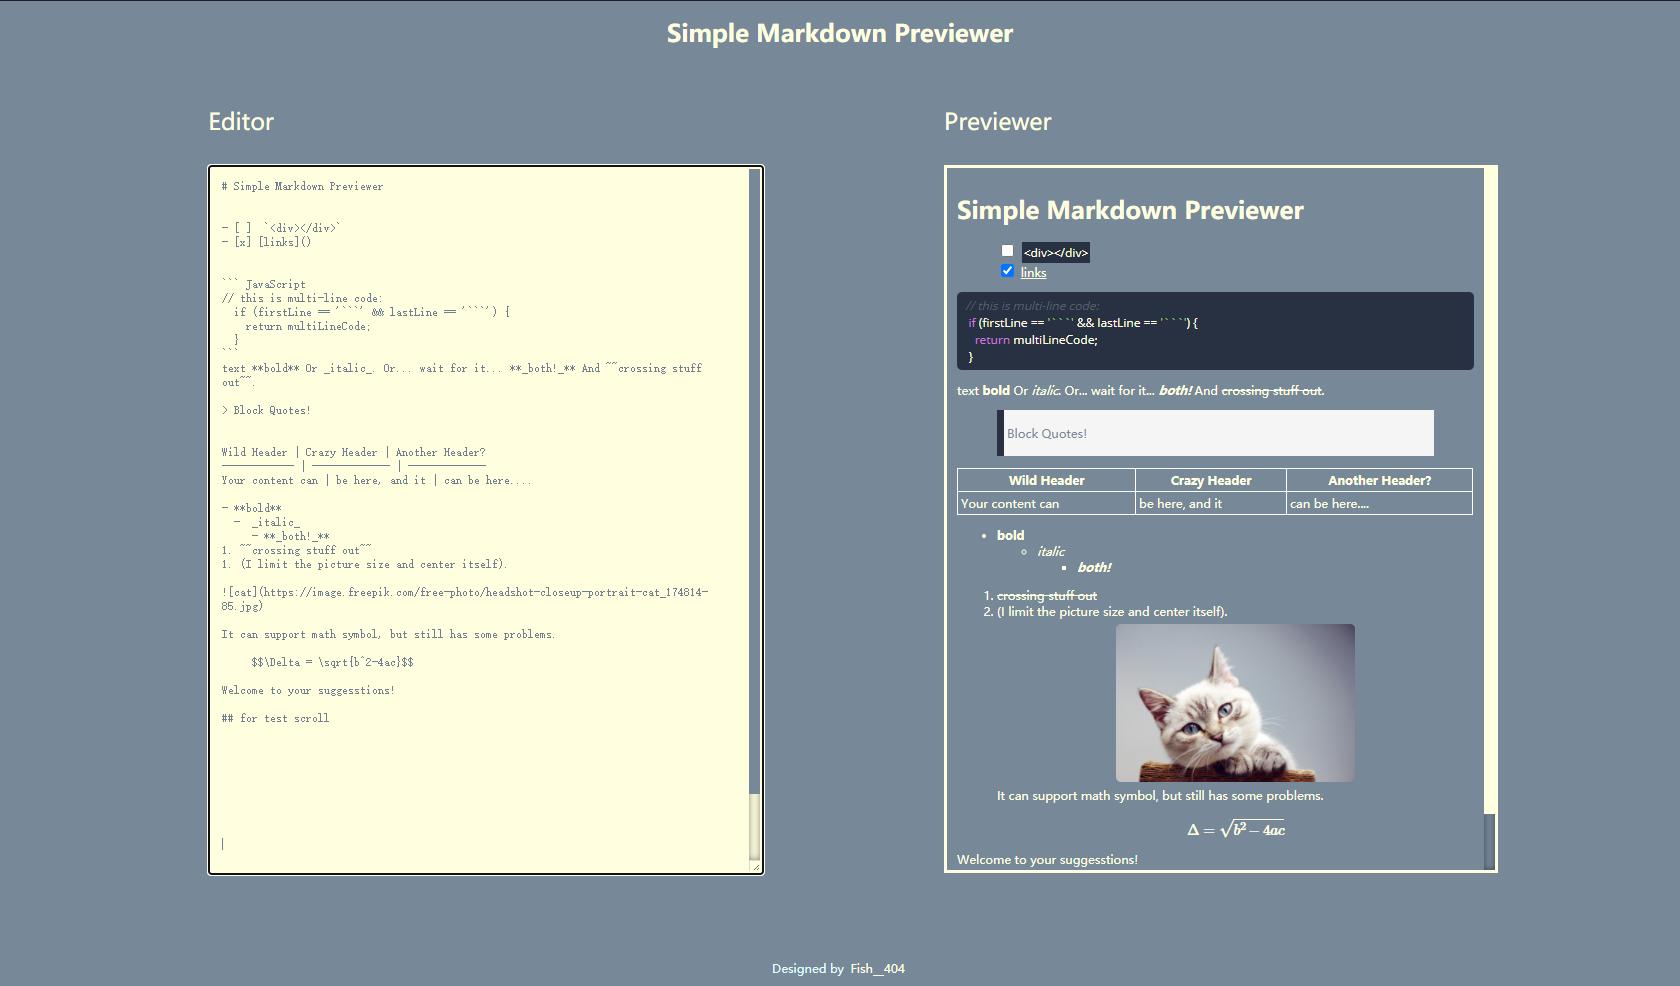 Simple Markdown Previewer
Editor
# Simple Markdown Previewer
- [ ]  `<div></div>`
- [x] [links]()
``` JavaScript
// this is multi-line code:
  if (firstLine == '```' && lastLine == '```') {
    return multiLineCode;
  }
```
text **bold** Or _italic_. Or... wait for it... **_both!_** And ~~crossing stuff
out~~.
> Block Quotes!
Wild Header | Crazy Header | Another Header?
------------ | ------------- | -------------
Your content can | be here, and it | can be here....
- **bold**
  -  _italic_
     - **_both!_**
1. ~~crossing stuff out~~
1. (I limit the picture size and center itself).
![cat](https://image.freepik.com/free-photo/headshot-closeup-portrait-cat_174814-
85.jpg)
It can support math symbol, but still has some problems.
$$\Delta = \sqrt{b^2-4ac}$$
Welcome to your suggesstions!
## for test scroll
Previewer
Simple Markdown Previewer
<div></div>
links
// this is multi-line code:
if (firstLine == '```' && lastLine == '```') {
return multiLineCode;
}
text bold Or italic. Or... wait for it... both! And crossing stuff out.
Block Quotes!
Wild Header Crazy Header Another Header?
Your content can be here, and it can be here....
bold
italic
both!
1. crossing stuff out
2. (I limit the picture size and center itself).
It can support math symbol, but still has some problems.
Δ = √b² − 4ac
Welcome to your suggesstions!
Designed by Fish__404